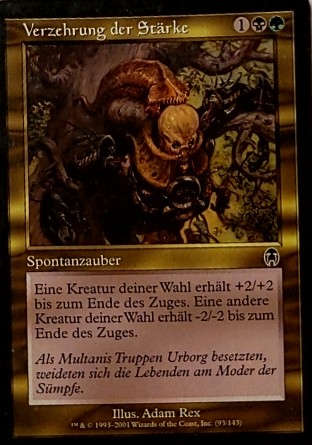 Verzehrung der Stärke 1
Spontanzauber
Eine Kreatur deiner Wahl erhält +2/+2
bis zum Ende des Zuges. Eine andere
Kreatur deiner Wahl erhält -2/-2 bis zum
Ende des Zuges.
Als Multanis Truppen Urborg besetzten,
weideten sich die Lebenden am Moder der
Sümpfe.
Illus. Adam Rex
™ & © 1993-2001 Wizards of the Coast, Inc. (93/143)